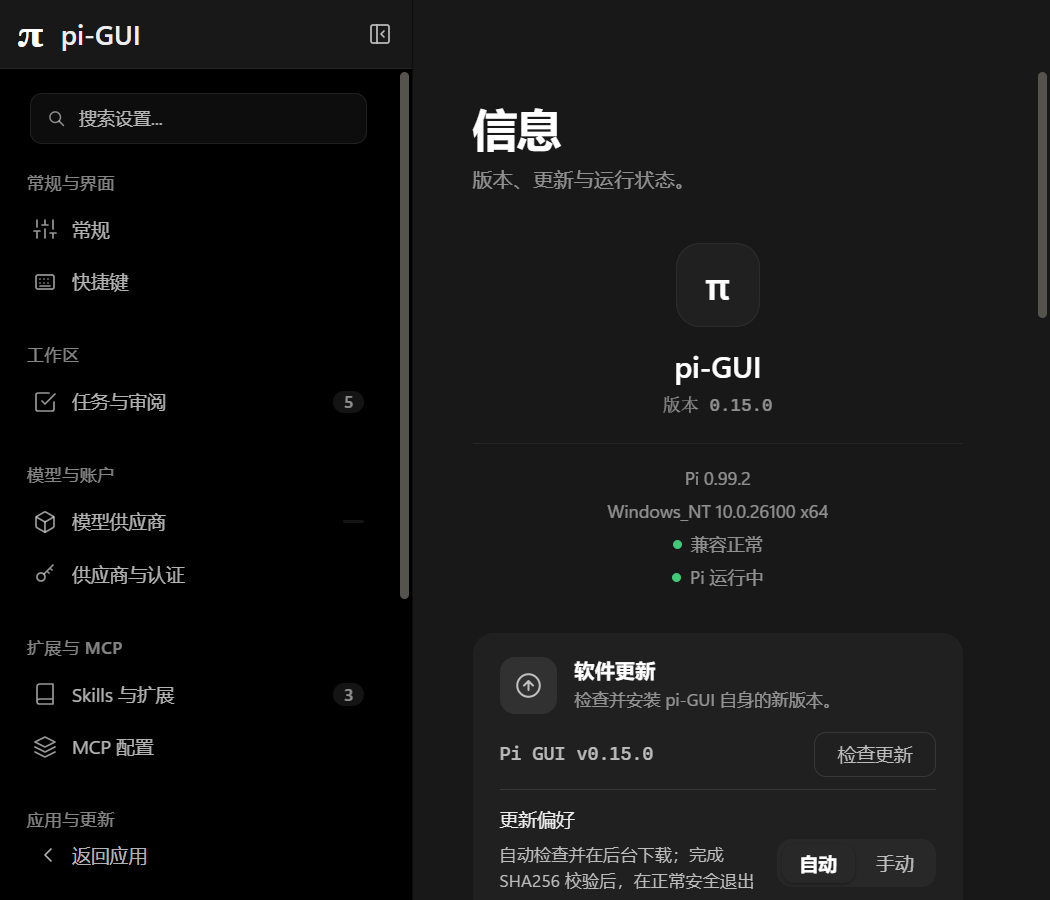 π pi-GUI
搜索设置...
常规与界面
常规
快捷键
工作区
任务与审阅 5
模型与账户
模型供应商 —
供应商与认证
扩展与 MCP
Skills 与扩展 3
MCP 配置
应用与更新
返回应用
信息
版本、更新与运行状态。
π
pi-GUI
版本 0.15.0
Pi 0.99.2
Windows_NT 10.0.26100 x64
兼容正常
Pi 运行中
软件更新
检查并安装 pi-GUI 自身的新版本。
Pi GUI v0.15.0 检查更新
更新偏好
自动检查并在后台下载；完成
SHA256 校验后，在正常安全退出
自动 手动